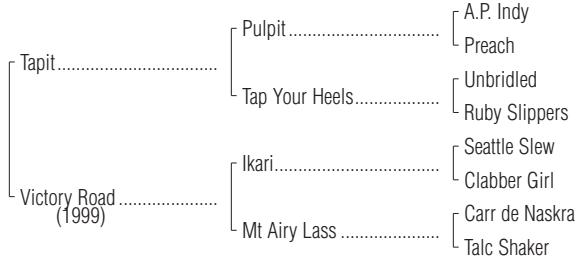 A.P. Indy
Pulpit
Preach
Tapit
Unbridled
Tap Your Heels
Ruby Slippers
Seattle Slew
Ikari
Clabber Girl
Victory Road
(1999)
Carr de Naskra
Mt Airy Lass
Talc Shaker